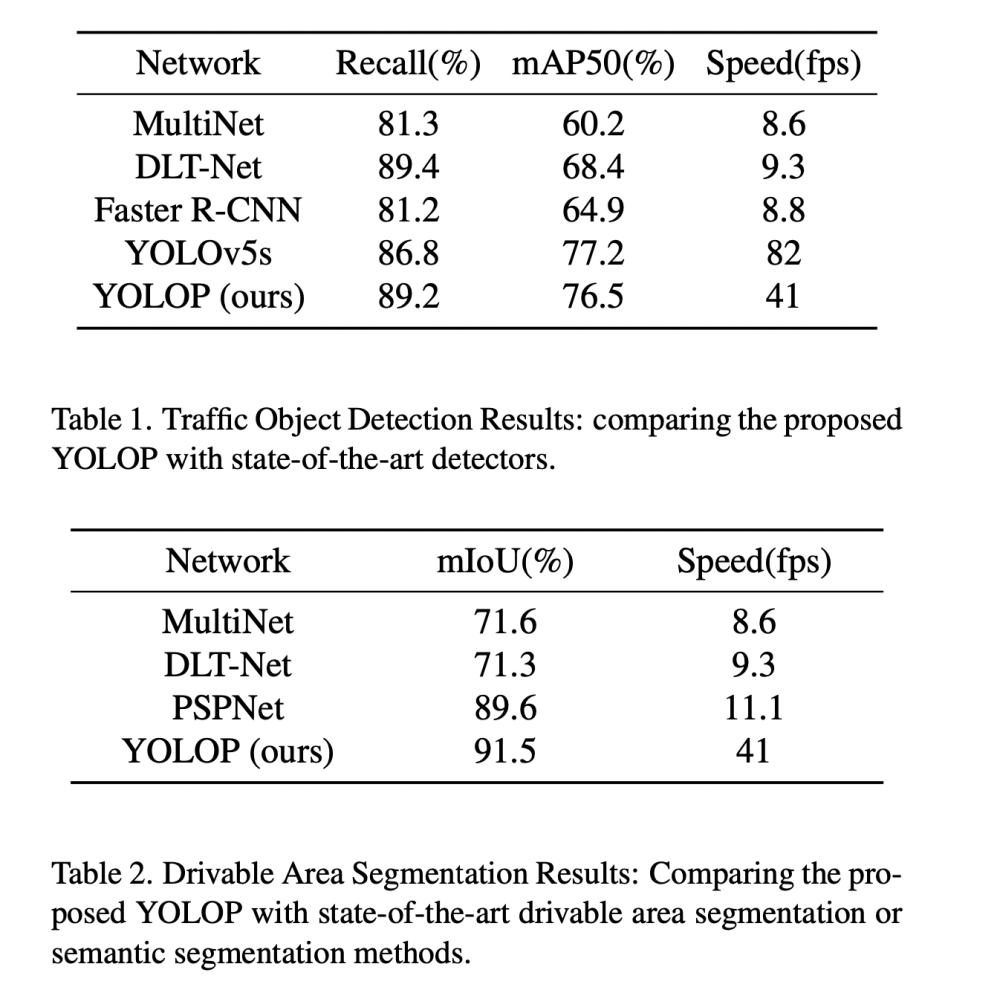 Network Recall(%) mAP50(%) Speed(fps)
MultiNet 81.3 60.2 8.6
DLT-Net 89.4 68.4 9.3
Faster R-CNN 81.2 64.9 8.8
YOLOv5s 86.8 77.2 82
YOLOP (ours) 89.2 76.5 41
Table 1. Traffic Object Detection Results: comparing the proposed
YOLOP with state-of-the-art detectors.
Network mIoU(%) Speed(fps)
MultiNet 71.6 8.6
DLT-Net 71.3 9.3
PSPNet 89.6 11.1
YOLOP (ours) 91.5 41
Table 2. Drivable Area Segmentation Results: Comparing the pro-
posed YOLOP with state-of-the-art drivable area segmentation or
semantic segmentation methods.